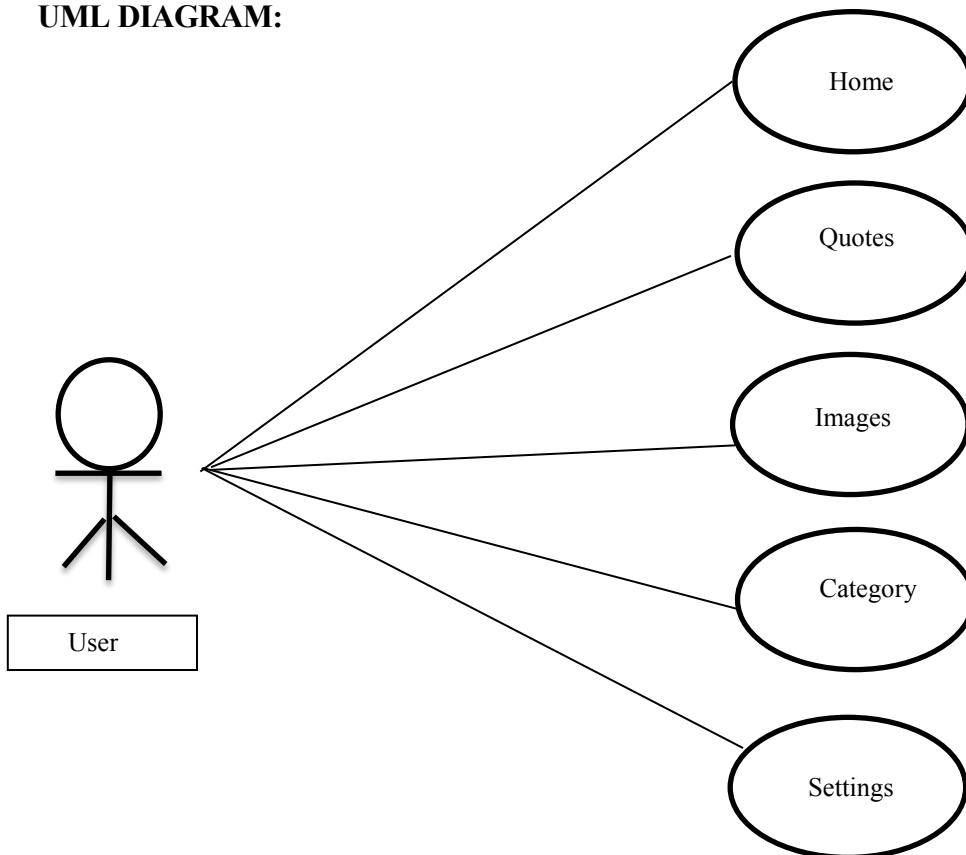 UML DIAGRAM:
Home
Quotes
Images
Category
User
Settings